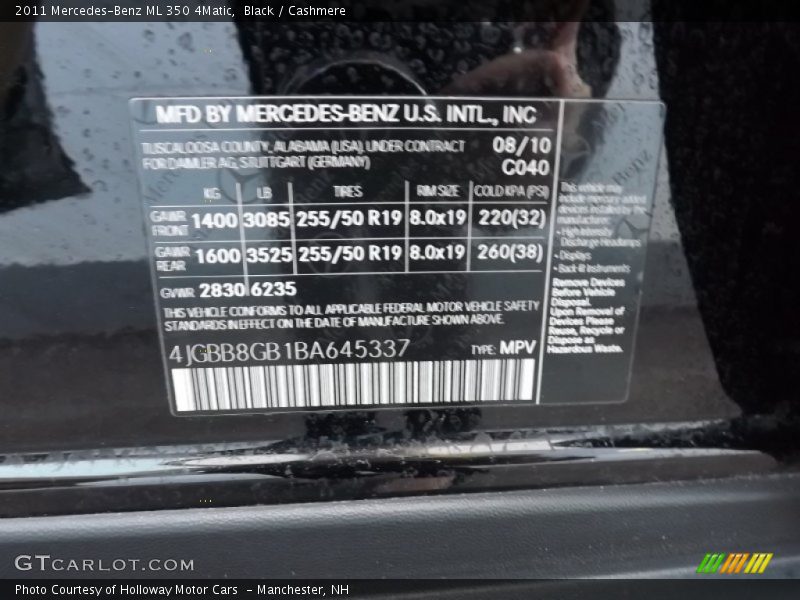 2011 Mercedes-Benz ML 350 4Matic, Black / Cashmere
MFD BY MERCEDES-BENZ U.S. INTL., INC
TUSCALOOSA COUNTY, ALABAMA (USA), UNDER CONTRACT 08/10
FOR DAIMLER AG, STUTTGART (GERMANY) C040
KG LB TIRES RIM SIZE COLD KPA (PSI)
GAWR FRONT 1400 3085 255/50 R19 8.0x19 220(32)
GAWR REAR 1600 3525 255/50 R19 8.0x19 260(38)
GVWR 2830 6235
THIS VEHICLE CONFORMS TO ALL APPLICABLE FEDERAL MOTOR VEHICLE SAFETY
STANDARDS IN EFFECT ON THE DATE OF MANUFACTURE SHOWN ABOVE.
4JGBB8GB1BA645337 TYPE: MPV
This vehicle may
include mercury added
devices installed by the
manufacturer:
- High Intensity
Discharge Headlamps
- Displays
- Back-lit Instruments
Remove Devices
Before Vehicle
Disposal.
Upon Removal of
Devices Please
Reuse, Recycle or
Dispose as
Hazardous Waste.
GTCARLOT.COM
Photo Courtesy of Holloway Motor Cars - Manchester, NH